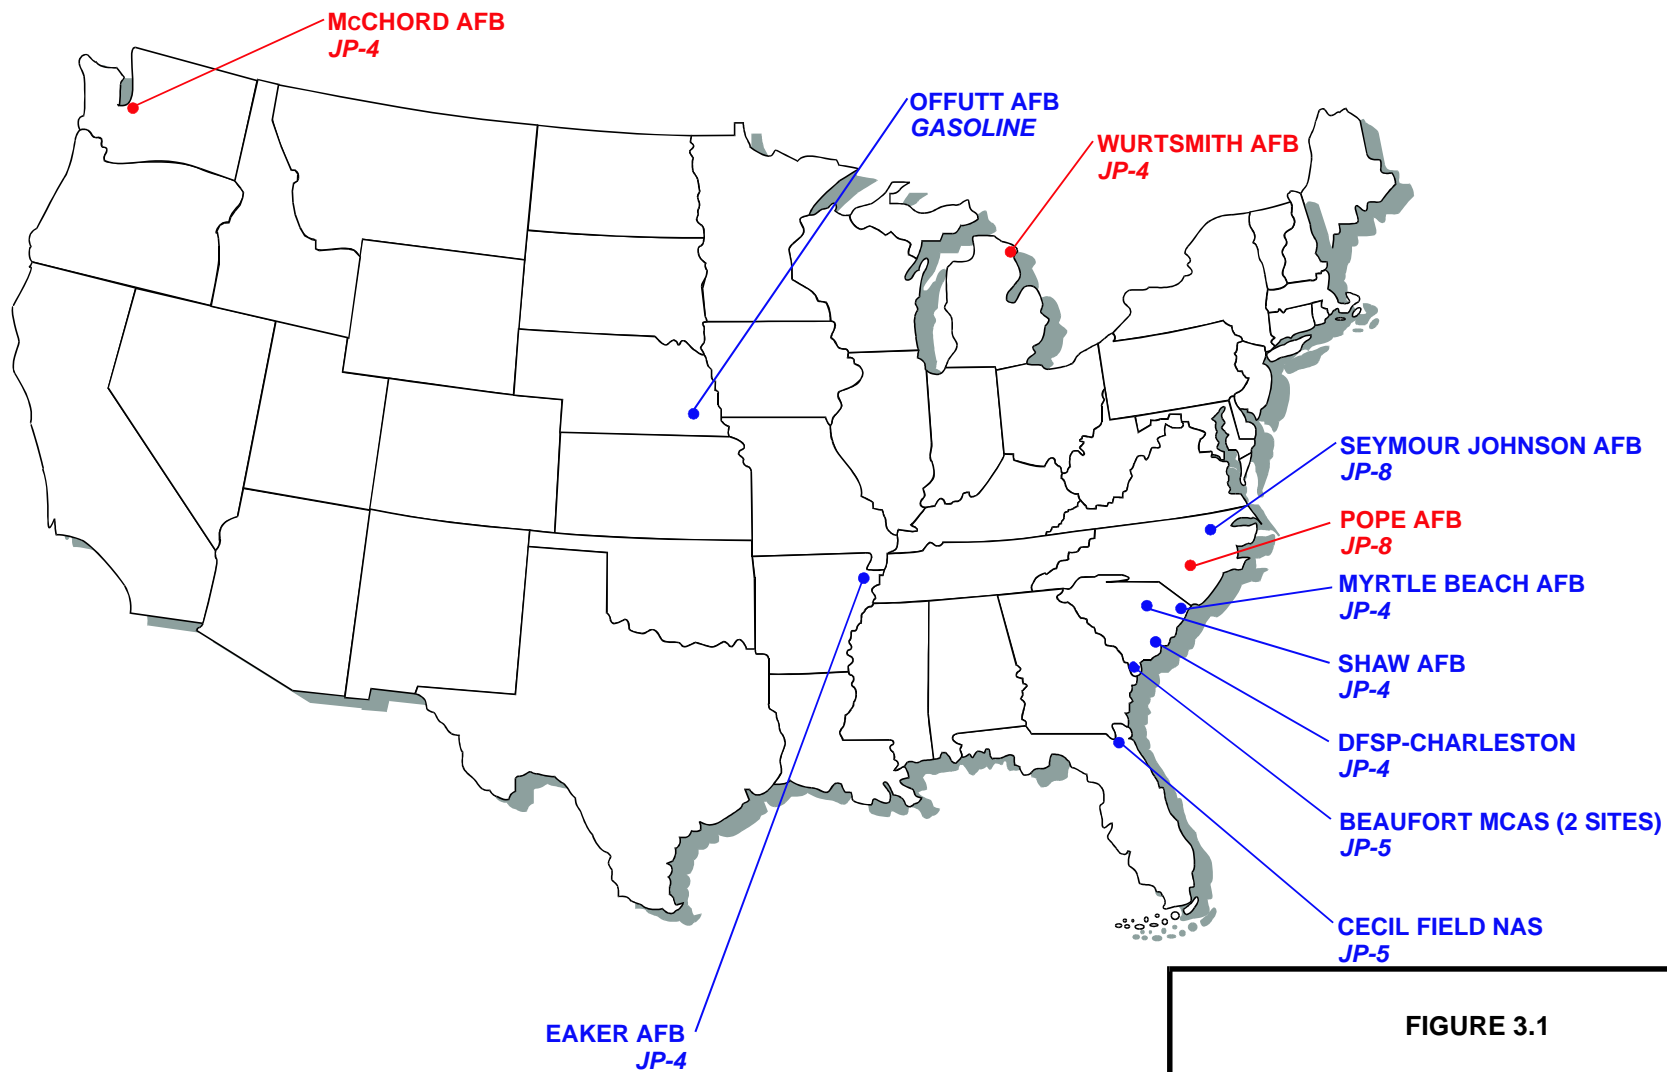 McCHORD AFB
JP-4
OFFUTT AFB
GASOLINE
WURTSMITH AFB
JP-4
SEYMOUR JOHNSON AFB
JP-8
POPE AFB
JP-8
MYRTLE BEACH AFB
JP-4
SHAW AFB
JP-4
DFSP-CHARLESTON
JP-4
BEAUFORT MCAS (2 SITES)
JP-5
CECIL FIELD NAS
JP-5
EAKER AFB
JP-4
FIGURE 3.1